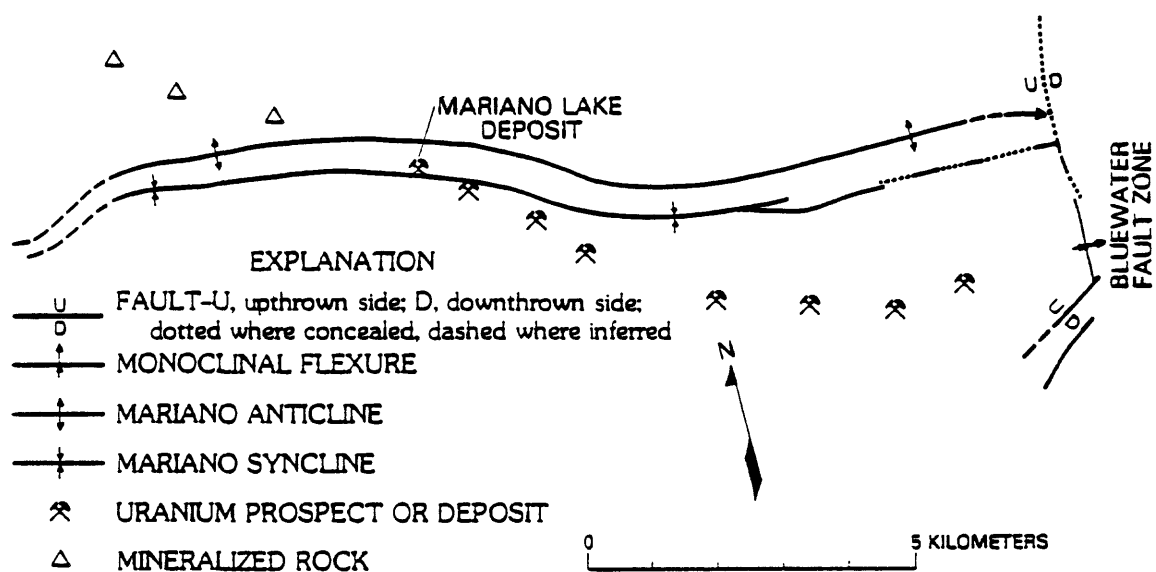 MARIANO LAKE
DEPOSIT
U D
BLUEWATER
FAULT ZONE
U
D
N
EXPLANATION
U
D
FAULT-U, upthrown side; D, downthrown side;
dotted where concealed, dashed where inferred
MONOCLINAL FLEXURE
MARIANO ANTICLINE
MARIANO SYNCLINE
URANIUM PROSPECT OR DEPOSIT
MINERALIZED ROCK
0
5 KILOMETERS